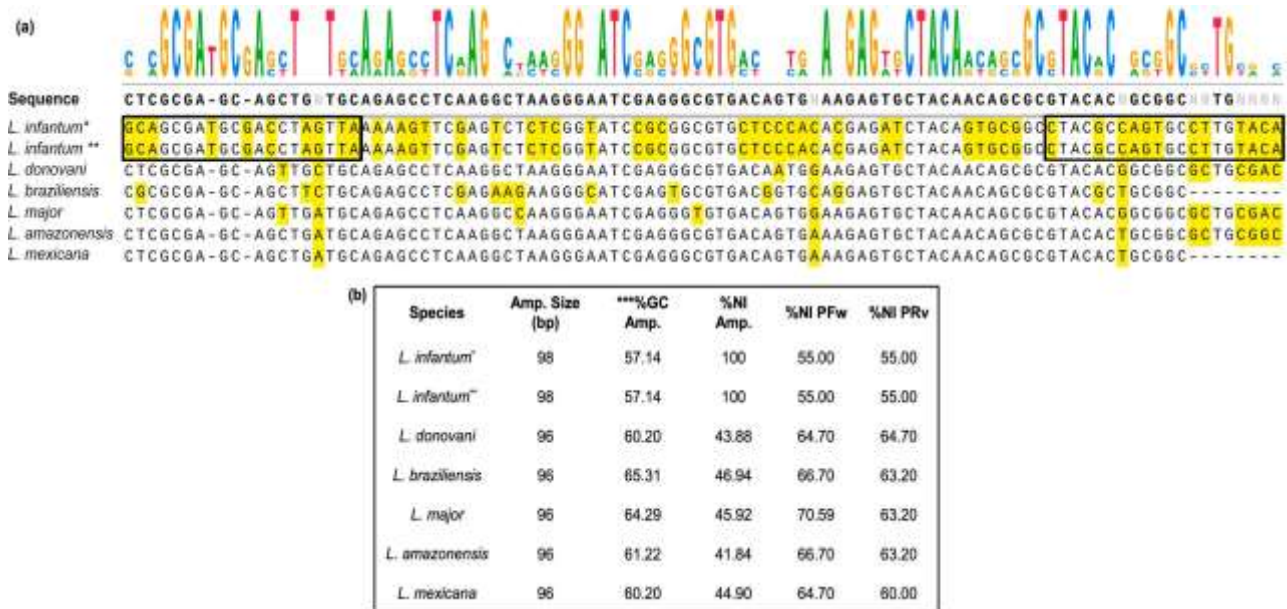 (a)
Sequence CTCGCGA-GC-AGCTGNTGCAGAGCCTCAAGGCTAAGGGAATCGAGGGCGTGACAGTGNAAGAGTGCTACAACAGCGCGTACACNGCGGCNNTGNNNN
L. infantum* GCAGCGATGCGACCTAGTTAAAAAGTTCGAGTCTCTCGGTATCCGCGGCGTGCTCCCACACGAGATCTACAGTGCGGCCTACGCCAGTGCCTTGTACA
L. infantum ** GCAGCGATGCGACCTAGTTAAAAAGTTCGAGTCTCTCGGTATCCGCGGCGTGCTCCCACACGAGATCTACAGTGCGGCCTACGCCAGTGCCTTGTACA
L. donovani CTCGCGA-GC-AGTTGCTGCAGAGCCTCAAGGCTAAGGGAATCGAGGGCGTGACAATGGAAGAGTGCTACAACAGCGCGTACACGGCGGCGCTGCGAC
L. braziliensis CGCGCGA-GC-AGCTTCTGCAGAGCCTCGAGAAGAAGGGCATCGAGTGCGTGACGGTGCAGGAGTGCTACAACAGCGCGTACGCTGCGGC--------
L. major CTCGCGA-GC-AGTTGATGCAGAGCCTCAAGGCCAAGGGAATCGAGGGTGTGACAGTGGAAGAGTGCTACAACAGCGCGTACACGGCGGCGCTGCGAC
L. amazonensis CTCGCGA-GC-AGCTGATGCAGAGCCTCAAGGCTAAGGGAATCGAGGGCGTGACAGTGAAAGAGTGCTACAACAGCGCGTACACTGCGGCGCTGCGGC
L. mexicana CTCGCGA-GC-AGCTGATGCAGAGCCTCAAGGCTAAGGGAATCGAGGGCGTGACAGTGAAAGAGTGCTACAACAGCGCGTACACTGCGGC--------
(b)
Species Amp. Size (bp) ***%GC Amp. %NI Amp. %NI PFw %NI PRv
L. infantum* 98 57.14 100 55.00 55.00
L. infantum** 98 57.14 100 55.00 55.00
L. donovani 96 60.20 43.88 64.70 64.70
L. braziliensis 96 65.31 46.94 66.70 63.20
L. major 96 64.29 45.92 70.59 63.20
L. amazonensis 96 61.22 41.84 66.70 63.20
L. mexicana 96 60.20 44.90 64.70 60.00